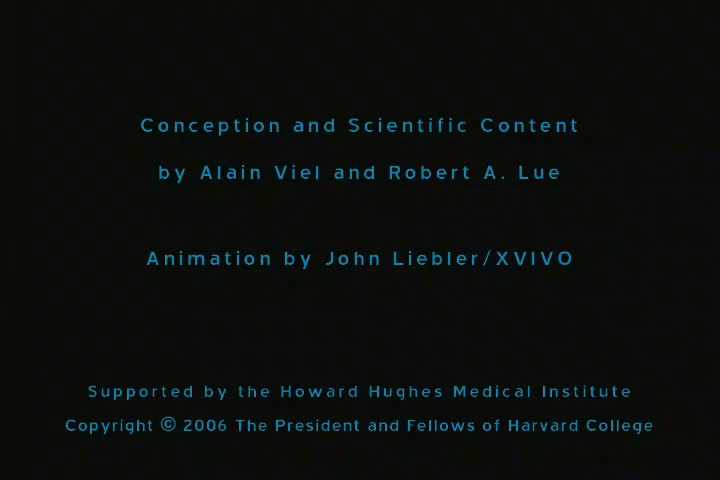 Conception and Scientific Content
by Alain Viel and Robert A. Lue
Animation by John Liebler/XVIVO
Supported by the Howard Hughes Medical Institute
Copyright © 2006 The President and Fellows of Harvard College